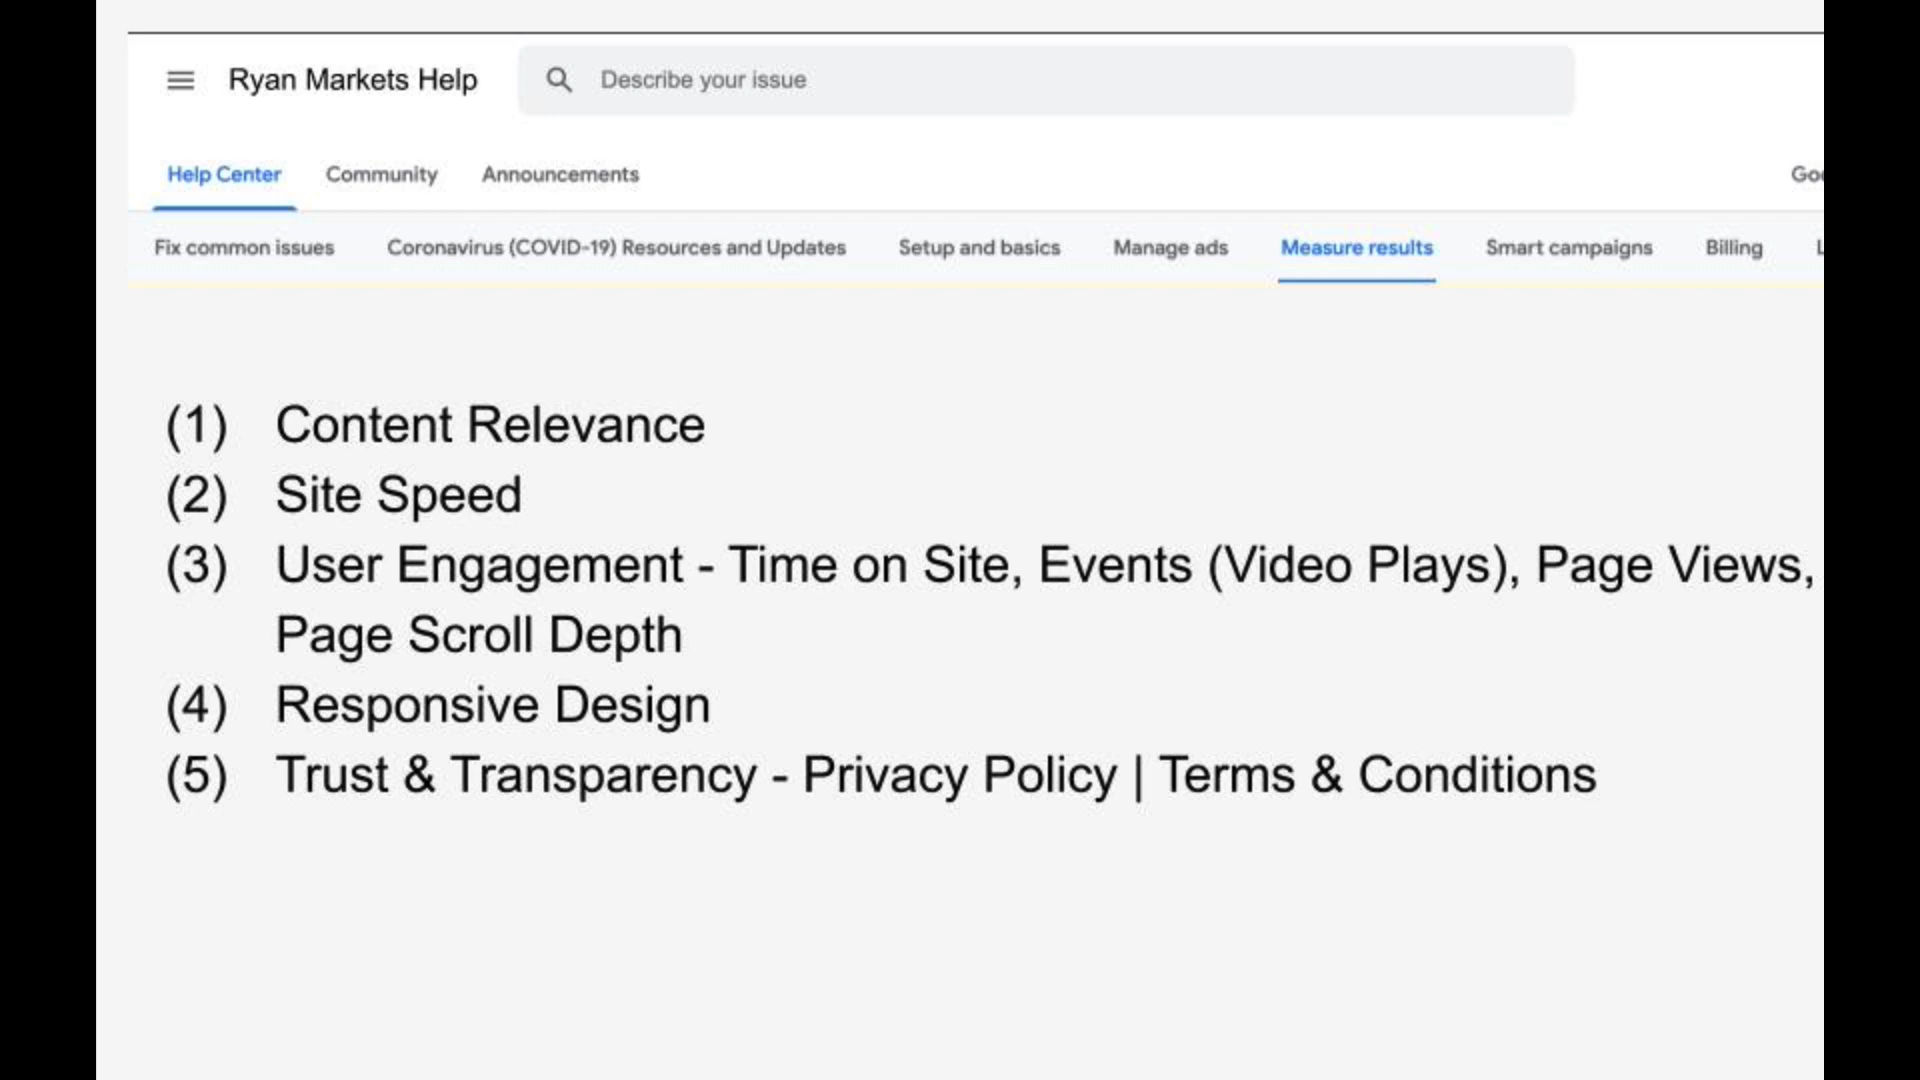 Ryan Markets Help
Describe your issue
Help Center Community Announcements
Fix common issues Coronavirus (COVID-19) Resources and Updates Setup and basics Manage ads Measure results Smart campaigns Billing
(1) Content Relevance
(2) Site Speed
(3) User Engagement - Time on Site, Events (Video Plays), Page Views,
Page Scroll Depth
(4) Responsive Design
(5) Trust & Transparency - Privacy Policy | Terms & Conditions